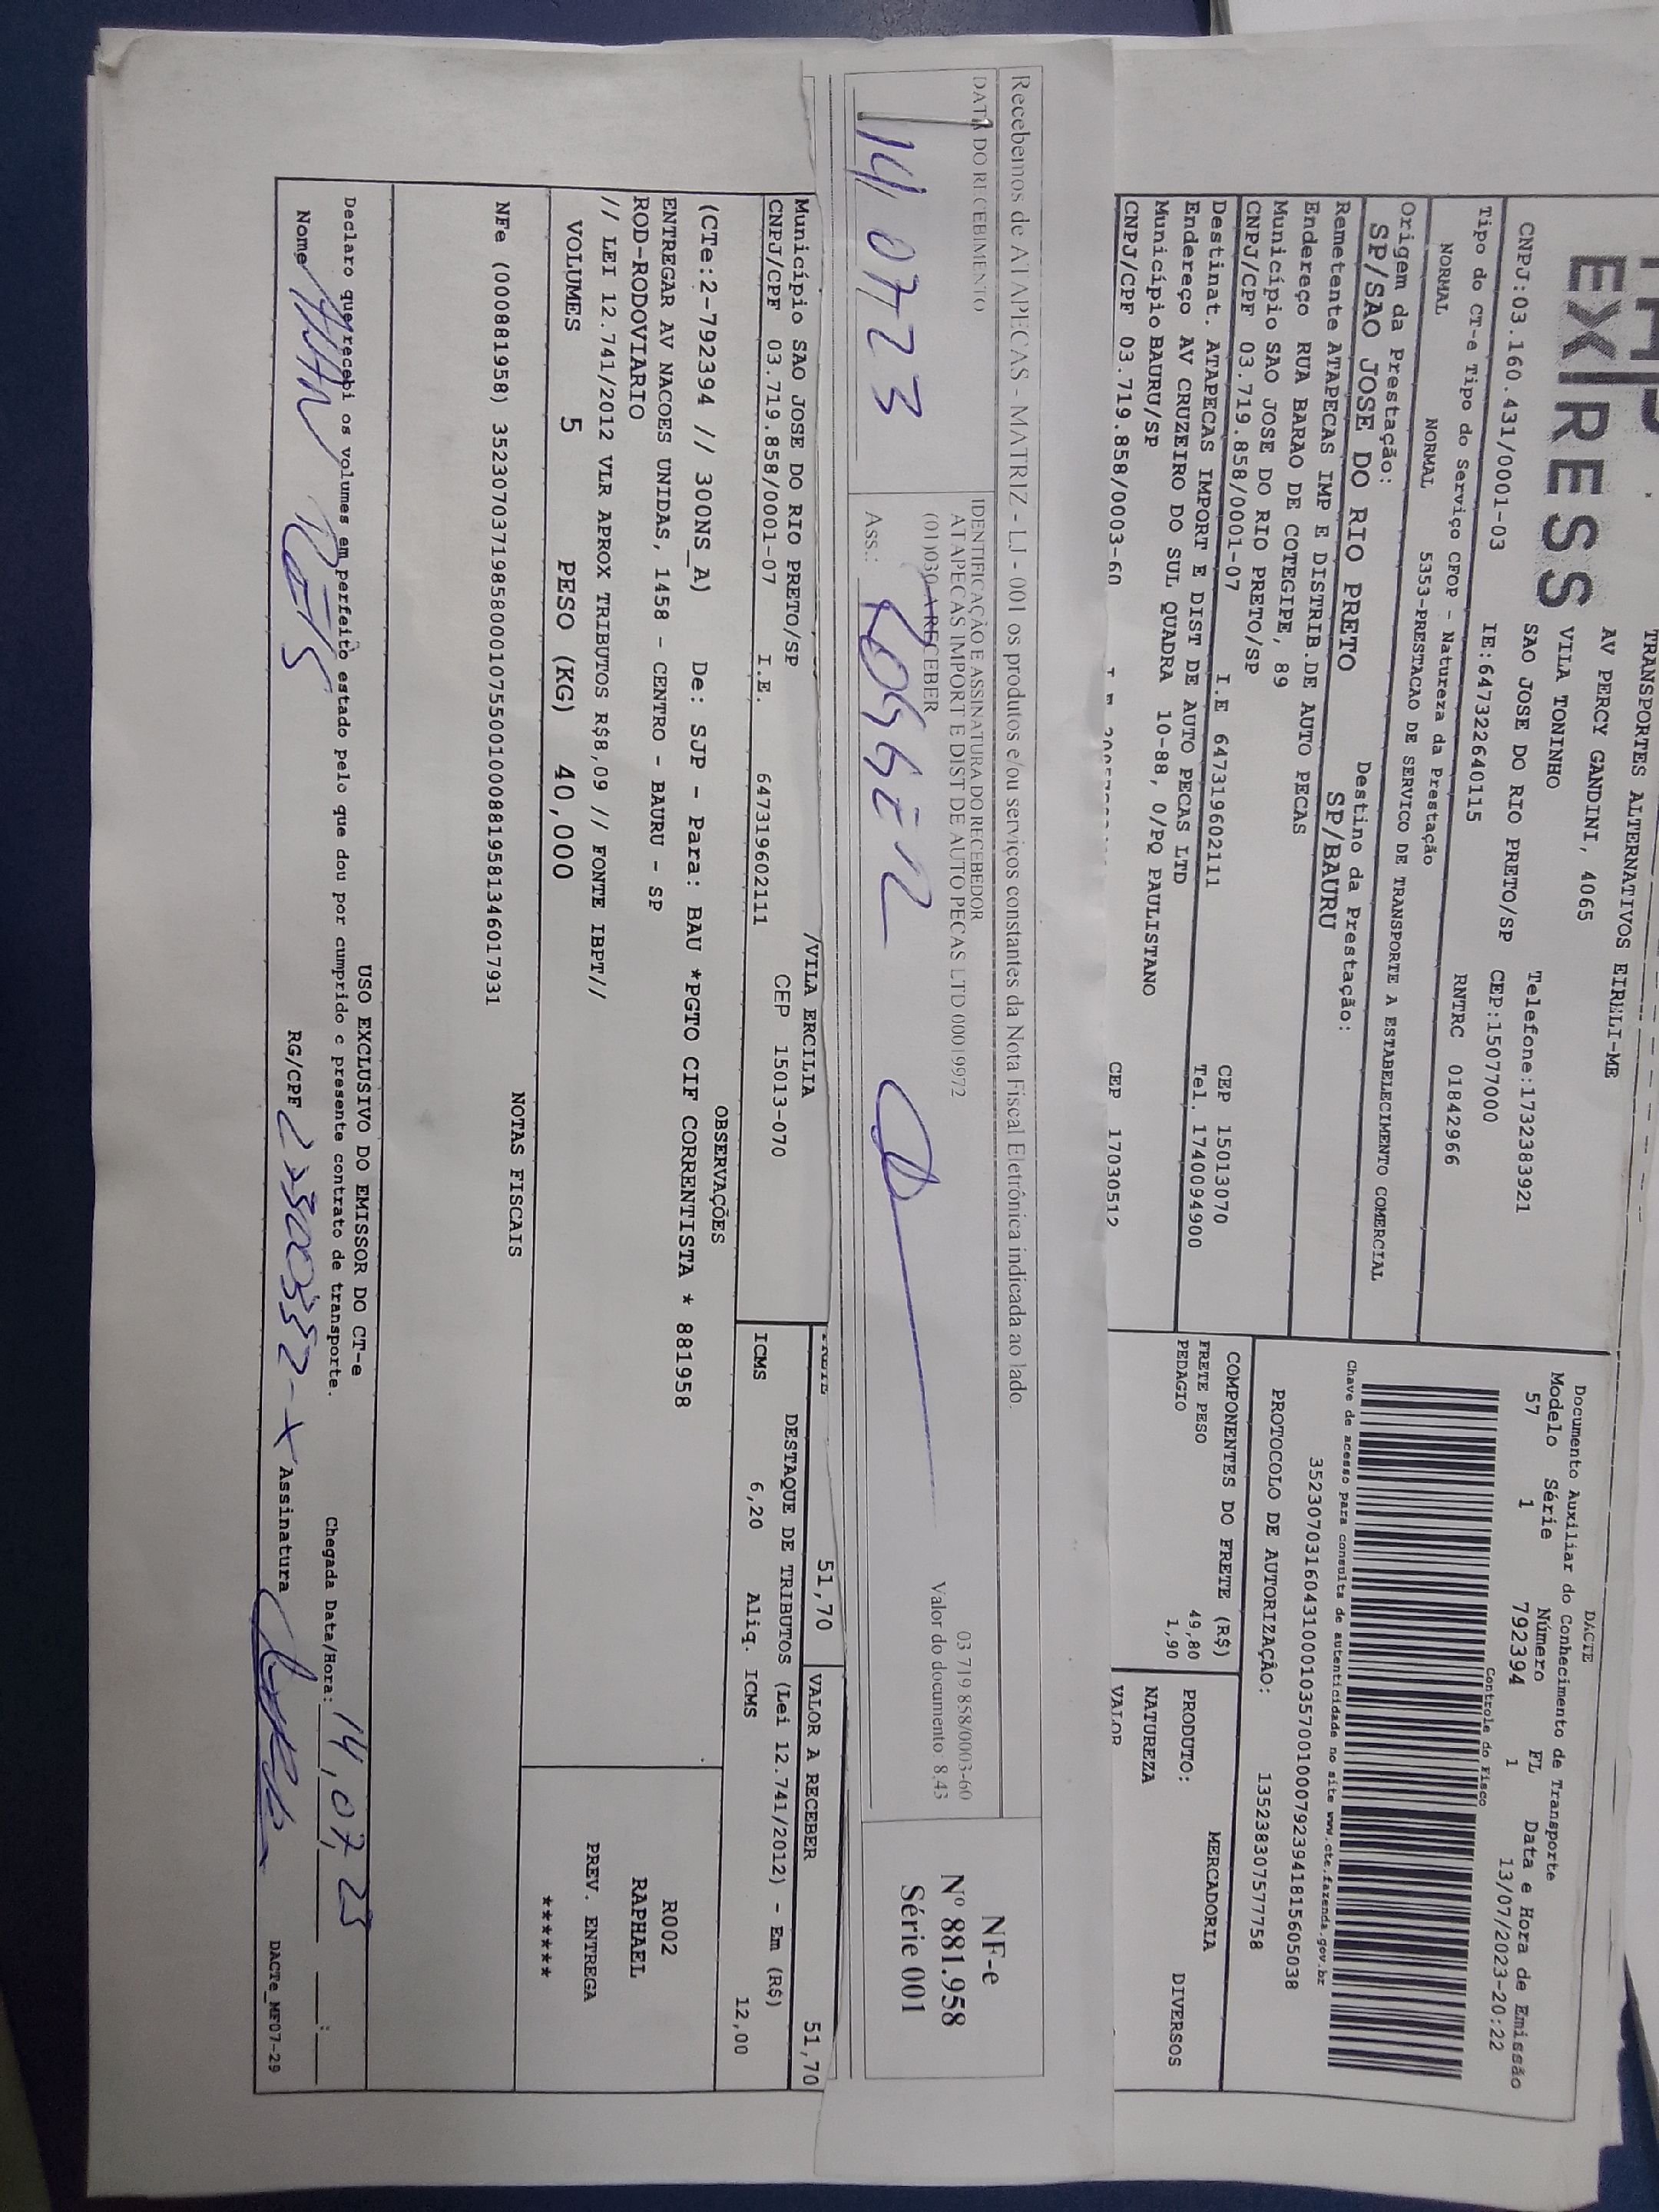 EXPRESS
TRANSPORTES ALTERNATIVOS EIRELI-ME
AV PERCY GANDINI, 4065
VILA TONINHO
SAO JOSE DO RIO PRETO/SP Telefone:1732383921
CNPJ:03.160.431/0001-03 IE:647322640115 CEP:15077000
RNTRC 01842966
DACTE
Documento Auxiliar do Conhecimento de Transporte
Modelo Série Número FL Data e Hora de Emissão
57 1 792394 1 13/07/2023-20:22
Controle do Fisco
Tipo do CT-e Tipo do Serviço CFOP - Natureza da Prestação
NORMAL NORMAL 5353-PRESTACAO DE SERVICO DE TRANSPORTE A ESTABELECIMENTO COMERCIAL
Chave de acesso para consulta de autenticidade no site www.cte.fazenda.gov.br
35230703160431000103570010007923941815605038
Origem da Prestação: Destino da Prestação:
SP/SAO JOSE DO RIO PRETO SP/BAURU
PROTOCOLO DE AUTORIZAÇÃO: 135238307577758
Remetente ATAPECAS IMP E DISTRIB.DE AUTO PECAS
Endereço RUA BARAO DE COTEGIPE, 89
Município SAO JOSE DO RIO PRETO/SP CEP 15013070
CNPJ/CPF 03.719.858/0001-07 I.E 647319602111 Tel. 1740094900
Destinat. ATAPECAS IMPORT E DIST DE AUTO PECAS LTD
Endereço AV CRUZEIRO DO SUL QUADRA 10-88, 0/PQ PAULISTANO
Município BAURU/SP CEP 17030512
CNPJ/CPF 03.719.858/0003-60
COMPONENTES DO FRETE (R$)
FRETE PESO 49,80
PEDAGIO 1,90
MERCADORIA
PRODUTO: DIVERSOS
NATUREZA
VALOR
Recebemos de ATAPECAS - MATRIZ - LJ - 001 os produtos e/ou serviços constantes da Nota Fiscal Eletrônica indicada ao lado.
DATA DO RECEBIMENTO
14/07/23
IDENTIFICAÇÃO E ASSINATURA DO RECEBEDOR
ATAPECAS IMPORT E DIST DE AUTO PECAS LTD 00019972 03 719 858/0003-60
(01)030-A RECEBER Valor do documento: 8,43
Ass.:
NF-e
Nº 881.958
Série 001
/VILA ERCILIA
Município SAO JOSE DO RIO PRETO/SP CEP 15013-070
CNPJ/CPF 03.719.858/0001-07 I.E. 647319602111
51,70 VALOR A RECEBER 51,70
DESTAQUE DE TRIBUTOS (Lei 12.741/2012) - Em (R$)
ICMS 6,20 Aliq. ICMS 12,00
OBSERVAÇÕES
(CTe:2-792394 // 300NS_A) De: SJP - Para: BAU *PGTO CIF CORRENTISTA * 881958
ENTREGAR AV NACOES UNIDAS, 1458 - CENTRO - BAURU - SP
ROD-RODOVIARIO
// LEI 12.741/2012 VLR APROX TRIBUTOS R$8,09 // FONTE IBPT//
VOLUMES 5 PESO (KG) 40,000
R002
RAPHAEL
PREV. ENTREGA
******
NOTAS FISCAIS
NFe (000881958) 35230703719858000107550010008819581346017931
USO EXCLUSIVO DO EMISSOR DO CT-e
Declaro que recebi os volumes em perfeito estado pelo que dou por cumprido o presente contrato de transporte.
Chegada Data/Hora: 14,07,23
Nome RG/CPF Assinatura
DACTe_MF07-29